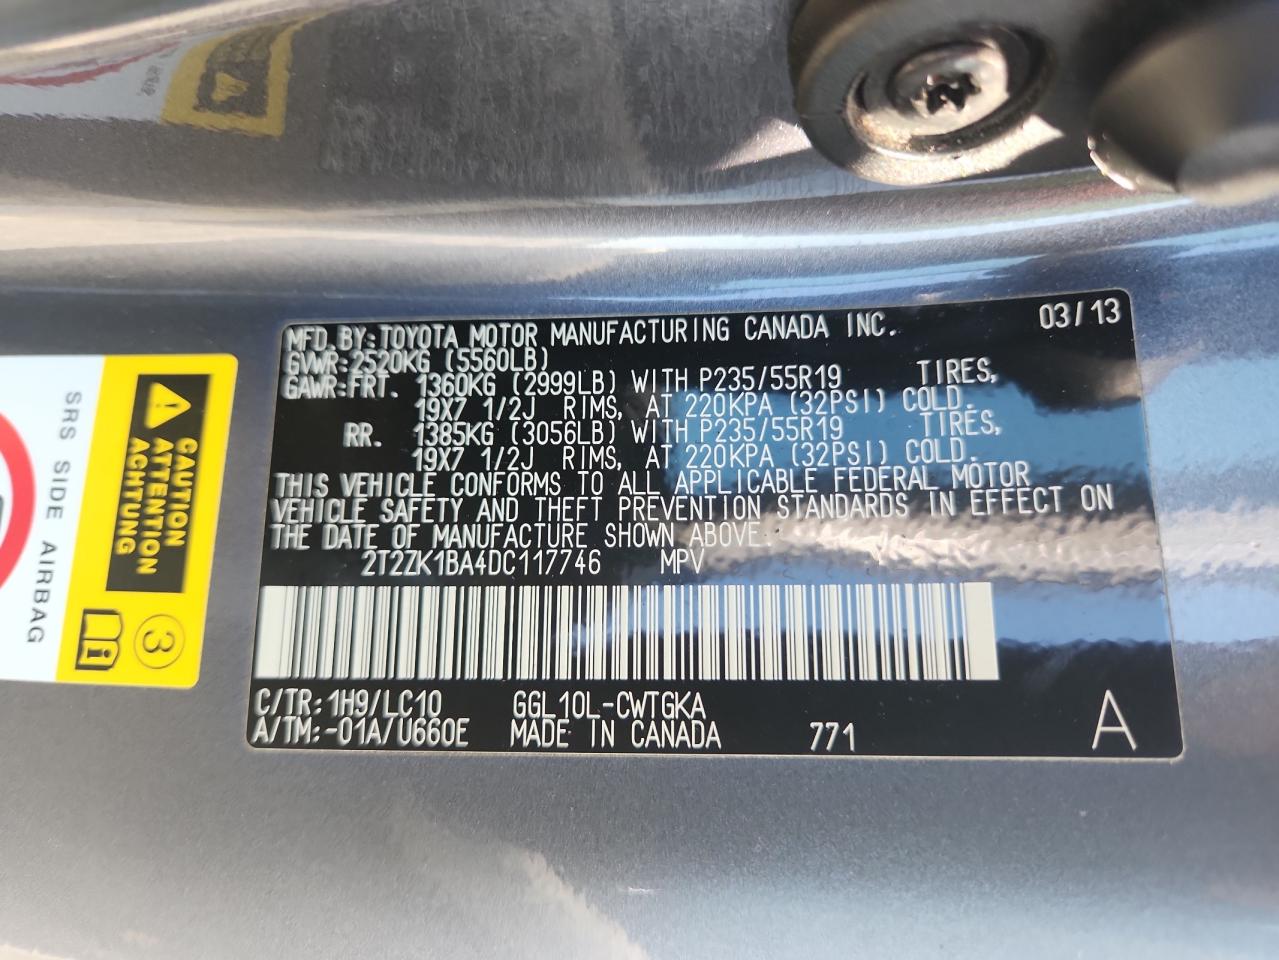 MFD.BY:TOYOTA MOTOR MANUFACTURING CANADA INC. 03/13
GVWR:2520KG (5560LB)
GAWR:FRT. 1360KG (2999LB) WITH P235/55R19 TIRES,
19X7 1/2J RIMS, AT 220KPA (32PSI) COLD.
RR. 1385KG (3056LB) WITH P235/55R19 TIRES,
19X7 1/2J RIMS, AT 220KPA (32PSI) COLD.
THIS VEHICLE CONFORMS TO ALL APPLICABLE FEDERAL MOTOR
VEHICLE SAFETY AND THEFT PREVENTION STANDARDS IN EFFECT ON
THE DATE OF MANUFACTURE SHOWN ABOVE.
2T2ZK1BA4DC117746 MPV
C/TR:1H9/LC10 GGL10L-CWTGKA
A/TM:-01A/U660E MADE IN CANADA 771 A
CAUTION
ATTENTION
ACHTUNG
3
i
SRS SIDE AIRBAG